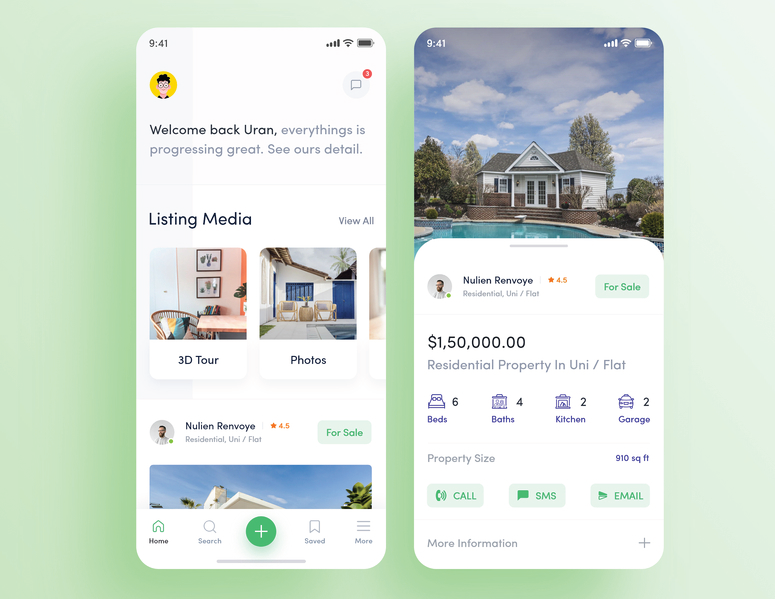 9:41
3
Welcome back Uran, everythings is
progressing great. See ours detail.
Listing Media
View All
3D Tour
Photos
Nulien Renvoye
4.5
Residential, Uni / Flat
For Sale
Home
Search
Saved
More
9:41
Nulien Renvoye
4.5
Residential, Uni / Flat
For Sale
$1,50,000.00
Residential Property In Uni / Flat
6
4
2
2
Beds
Baths
Kitchen
Garage
Property Size
910 sq ft
CALL
SMS
EMAIL
More Information